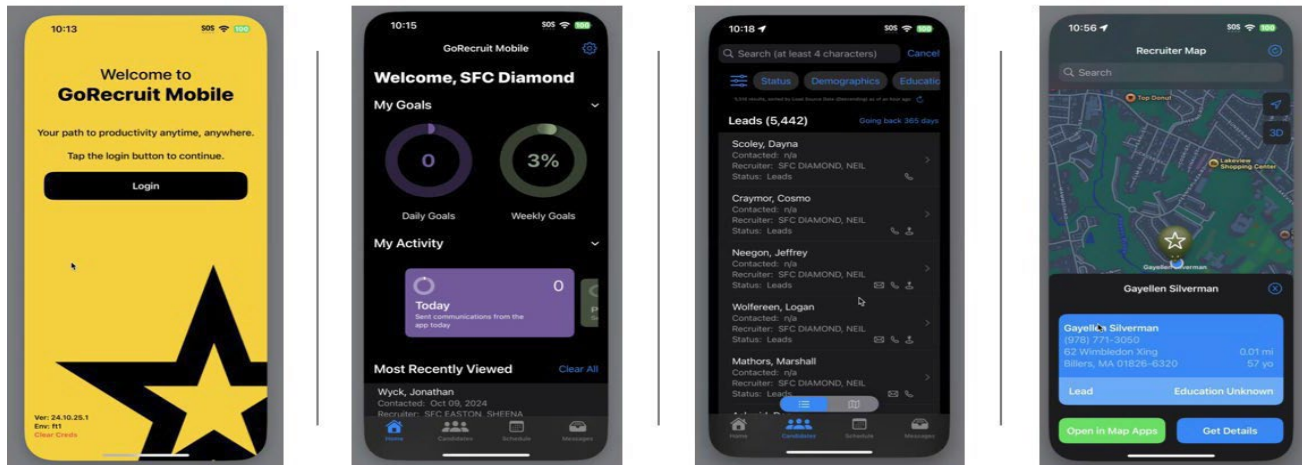 10:13
SOS 100
Welcome to
GoRecruit Mobile
Your path to productivity anytime, anywhere.
Tap the login button to continue.
Login
Ver: 24.10.25.1
Env: ft1
Clear Creds
10:15
SOS 100
GoRecruit Mobile
Welcome, SFC Diamond
My Goals
0
3%
Daily Goals
Weekly Goals
My Activity
0
Today
Sent communications from the
app today
Most Recently Viewed
Clear All
Wyck, Jonathan
Contacted: Oct 09, 2024
Recruiter: SFC EASTON, SHEENA
Home
Candidates
Schedule
Messages
10:18
SOS 100
Search (at least 4 characters)
Cancel
Status
Demographics
Educatio
Leads (5,442)
Going back 365 days
Scoley, Dayna
Contacted: n/a
Recruiter: SFC DIAMOND, NEIL
Status: Leads
Craymor, Cosmo
Contacted: n/a
Recruiter: SFC DIAMOND, NEIL
Status: Leads
Neegon, Jeffrey
Contacted: n/a
Recruiter: SFC DIAMOND, NEIL
Status: Leads
Wolfereen, Logan
Contacted: n/a
Recruiter: SFC DIAMOND, NEIL
Status: Leads
Mathors, Marshall
Contacted: n/a
Recruiter: SFC DIAMOND, NEIL
Status: Leads
Home
Candidates
Schedule
Messages
10:56
SOS 100
Recruiter Map
Search
Top Donut
3D
Lakeview
Shopping Center
Gayellen Silverman
Gayellen Silverman
Gayellen Silverman
(978) 771-3050
62 Wimbledon Xing
0.01 mi
Billers, MA 01826-6320
57 yo
Lead
Education Unknown
Open in Map Apps
Get Details